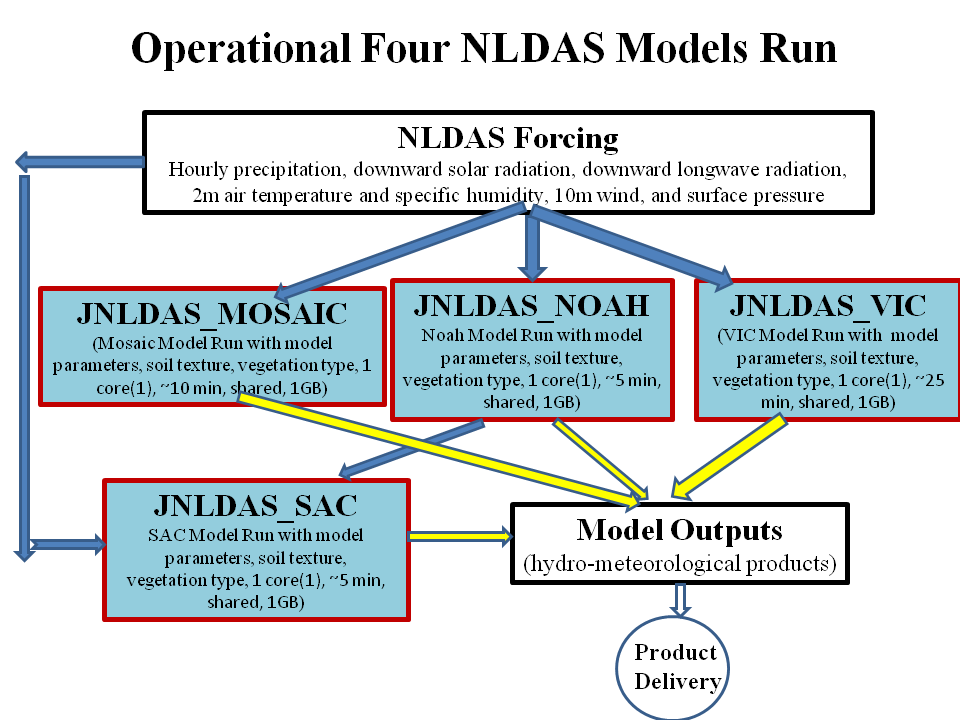 Operational Four NLDAS Models Run
NLDAS Forcing
Hourly precipitation, downward solar radiation, downward longwave radiation,
2m air temperature and specific humidity, 10m wind, and surface pressure
JNLDAS_MOSAIC
(Mosaic Model Run with model
parameters, soil texture, vegetation type, 1
core(1), ~10 min, shared, 1GB)
JNLDAS_NOAH
Noah Model Run with model
parameters, soil texture,
vegetation type, 1 core(1), ~5 min,
shared, 1GB)
JNLDAS_VIC
(VIC Model Run with  model
parameters, soil texture,
vegetation type, 1 core(1), ~25
min, shared, 1GB)
JNLDAS_SAC
SAC Model Run with model
parameters, soil texture,
vegetation type, 1 core(1), ~5 min,
shared, 1GB)
Model Outputs
(hydro-meteorological products)
Product
Delivery